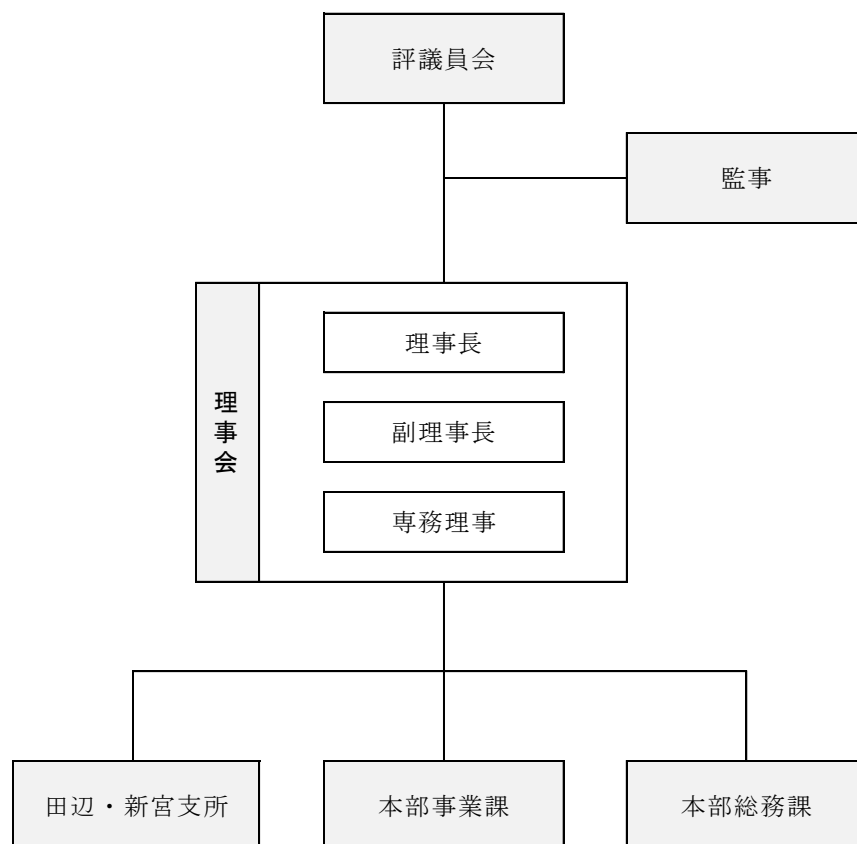 評議員会
監事
理事会
理事長
副理事長
専務理事
田辺・新宮支所
本部事業課
本部総務課